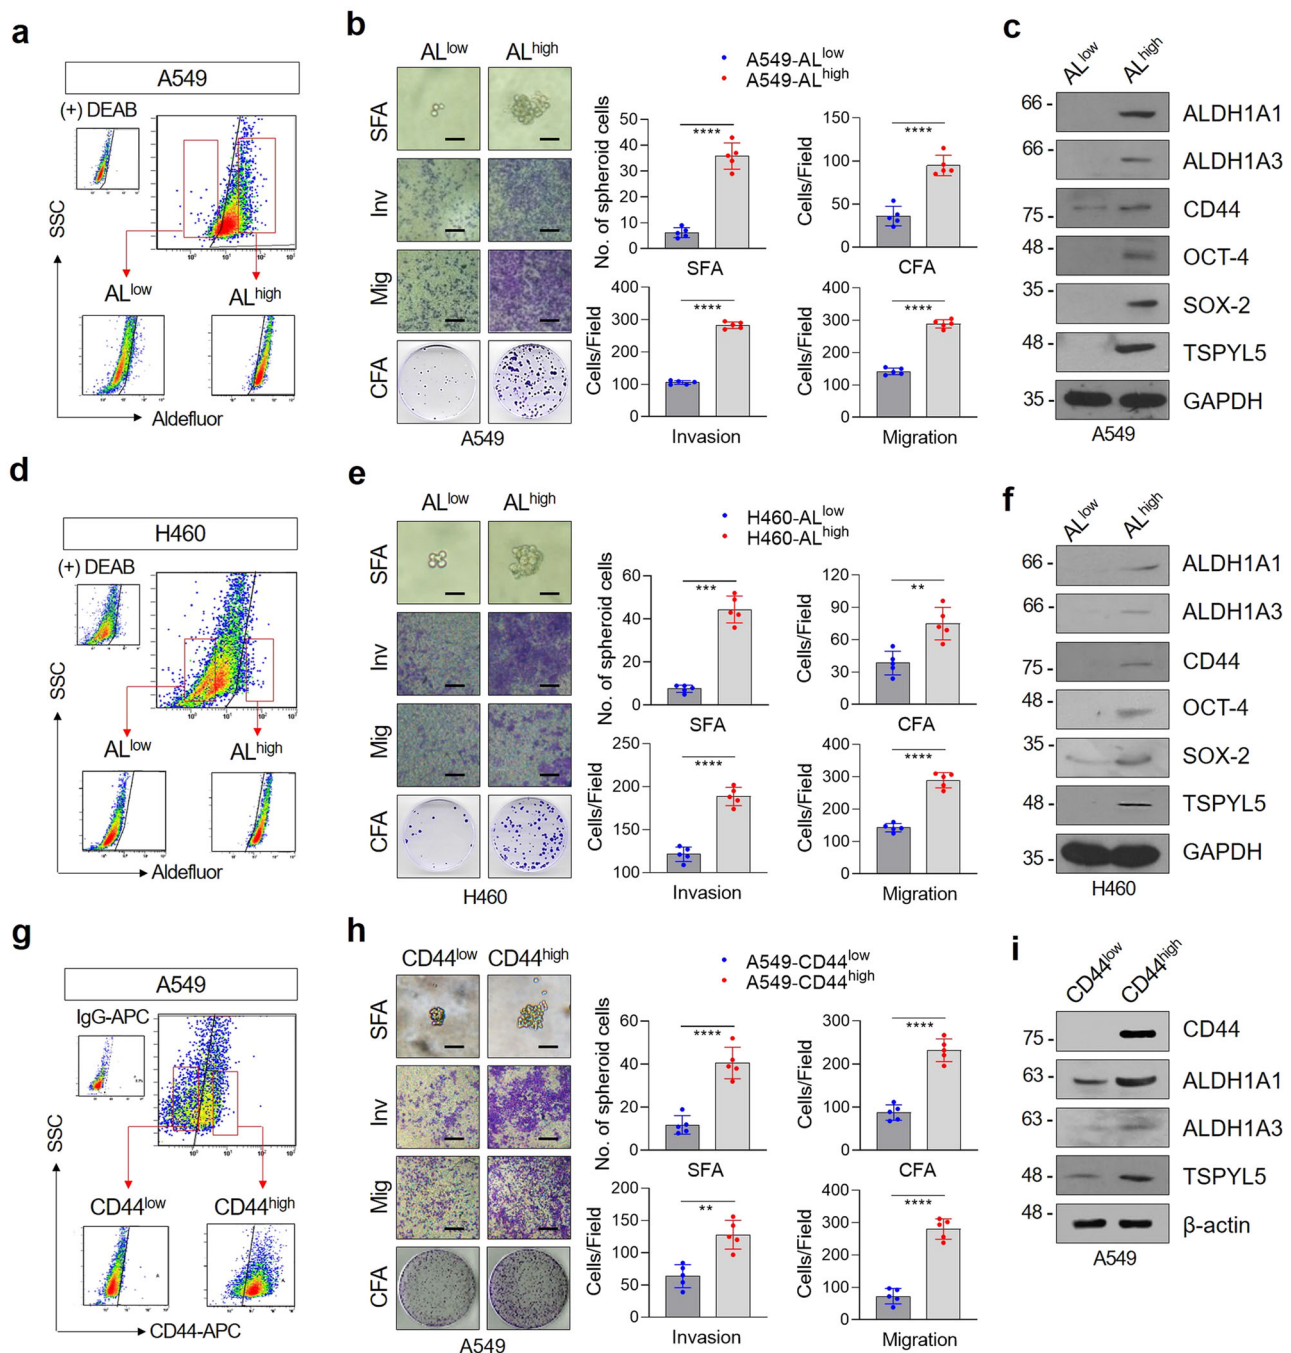 a
A549
(+) DEAB
SSC
AL^low
AL^high
Aldefluor
b
AL^low AL^high
SFA
Inv
Mig
CFA
A549
A549-AL^low
A549-AL^high
No. of spheroid cells
50
40
30
20
10
0
****
SFA
Cells/Field
150
100
50
0
****
CFA
Cells/Field
400
300
200
100
0
****
Invasion
Cells/Field
400
300
200
100
0
****
Migration
c
AL^low AL^high
66 - ALDH1A1
66 - ALDH1A3
75 - CD44
48 - OCT-4
35 - SOX-2
48 - TSPYL5
35 - GAPDH
A549
d
H460
(+) DEAB
SSC
AL^low
AL^high
Aldefluor
e
AL^low AL^high
SFA
Inv
Mig
CFA
H460
H460-AL^low
H460-AL^high
No. of spheroid cells
60
40
20
0
***
SFA
Cells/Field
120
90
60
30
0
**
CFA
Cells/Field
250
200
150
100
****
Invasion
Cells/Field
400
300
200
100
0
****
Migration
f
AL^low AL^high
66 - ALDH1A1
66 - ALDH1A3
75 - CD44
48 - OCT-4
35 - SOX-2
48 - TSPYL5
35 - GAPDH
H460
g
A549
IgG-APC
SSC
CD44^low
CD44^high
CD44-APC
h
CD44^low CD44^high
SFA
Inv
Mig
CFA
A549
A549-CD44^low
A549-CD44^high
No. of spheroid cells
60
40
20
0
****
SFA
Cells/Field
300
200
100
0
****
CFA
Cells/Field
200
150
100
50
0
**
Invasion
Cells/Field
400
300
200
100
0
****
Migration
i
CD44^low CD44^high
75 - CD44
63 - ALDH1A1
63 - ALDH1A3
48 - TSPYL5
48 - β-actin
A549